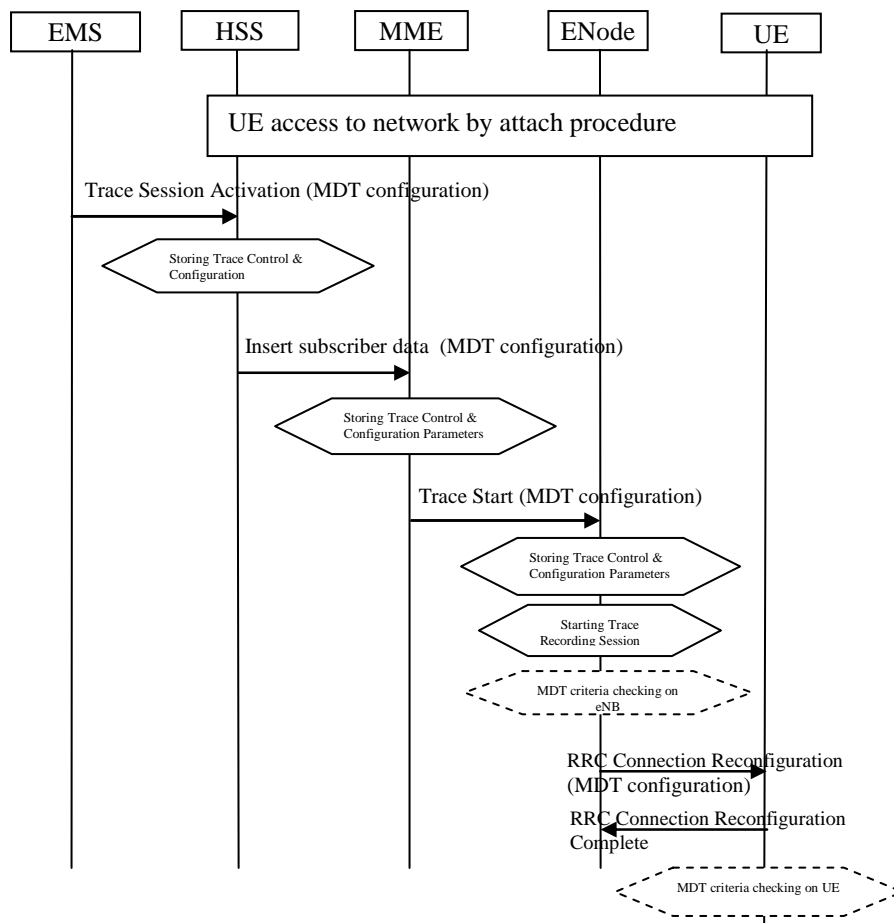 EMS
HSS
MME
ENode
UE
UE access to network by attach procedure
Trace Session Activation (MDT configuration)
Storing Trace Control &
Configuration
Insert subscriber data (MDT configuration)
Storing Trace Control &
Configuration Parameters
Trace Start (MDT configuration)
Storing Trace Control &
Configuration Parameters
Starting Trace
Recording Session
MDT criteria checking on
eNB
RRC Connection Reconfiguration
(MDT configuration)
RRC Connection Reconfiguration
Complete
MDT criteria checking on UE